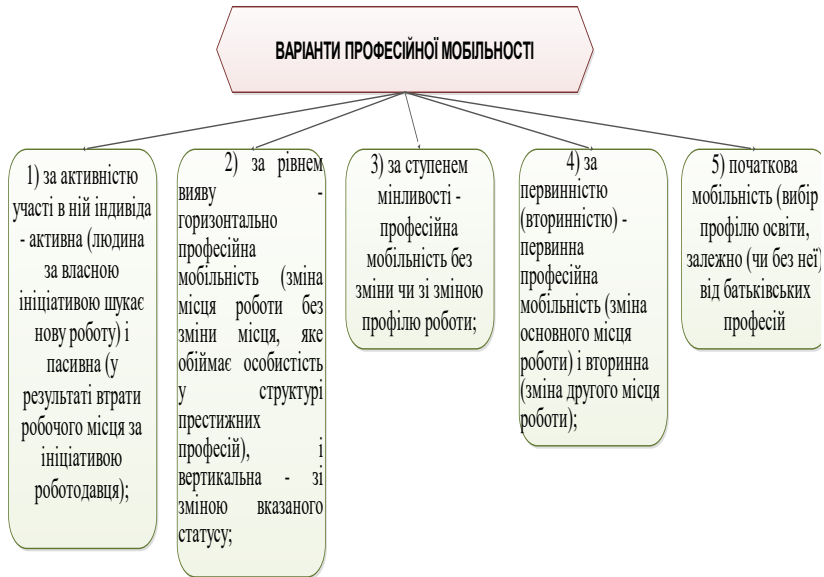 ВАРІАНТИ ПРОФЕСІЙНОЇ МОБІЛЬНОСТІ
1) за активністю
участі в ній індивіда
- активна (людина
за власною
ініціативою шукає
нову роботу) і
пасивна (у
результаті втрати
робочого місця за
ініціативою
роботодавця);
2) за рівнем
вияву -
горизонтально
професійна
мобільність (зміна
місця роботи без
зміни місця, яке
обіймає особистість
у структурі
престижних
професій), і
вертикальна - зі
зміною вказаного
статусу;
3) за ступенем
мінливості -
професійна
мобільність без
зміни чи зі зміною
профілю роботи;
4) за
первинністю
(вторинністю) -
первинна
професійна
мобільність (зміна
основного місця
роботи) і вторинна
(зміна другого місця
роботи);
5) початкова
мобільність (вибір
профілю освіти,
залежно (чи без неї)
від батьківських
професій